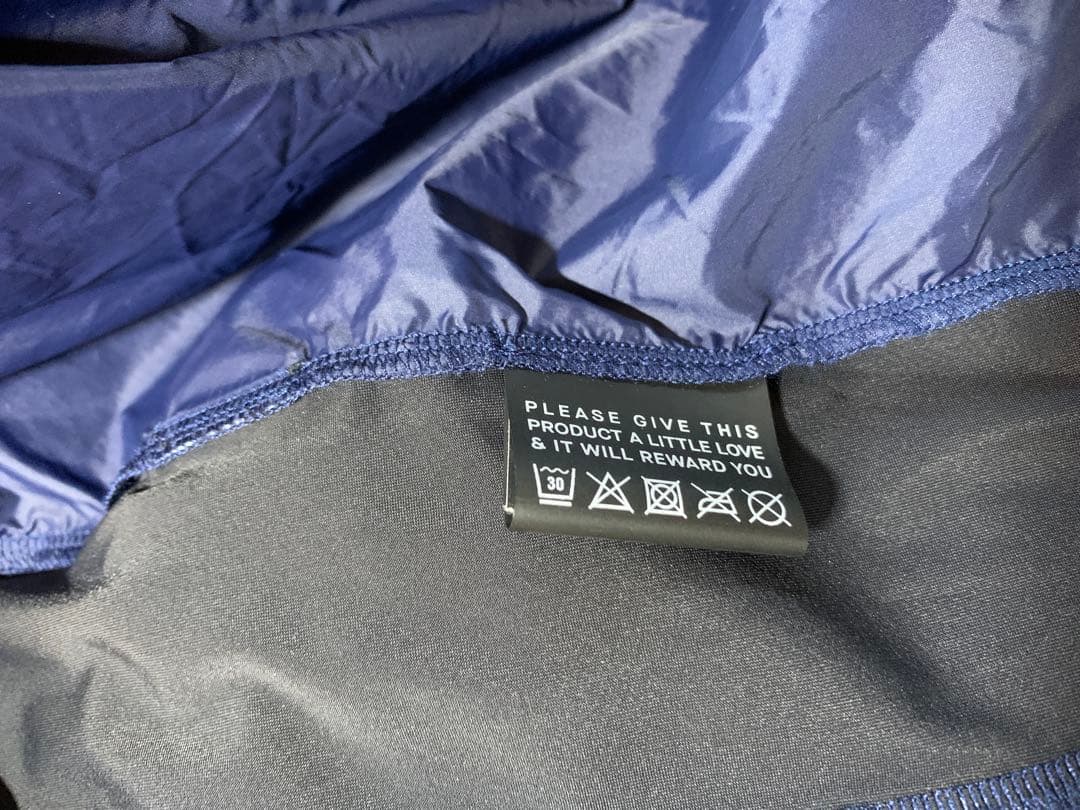 PLEASE GIVE THIS
PRODUCT A LITTLE LOVE
& IT WILL REWARD YOU
30